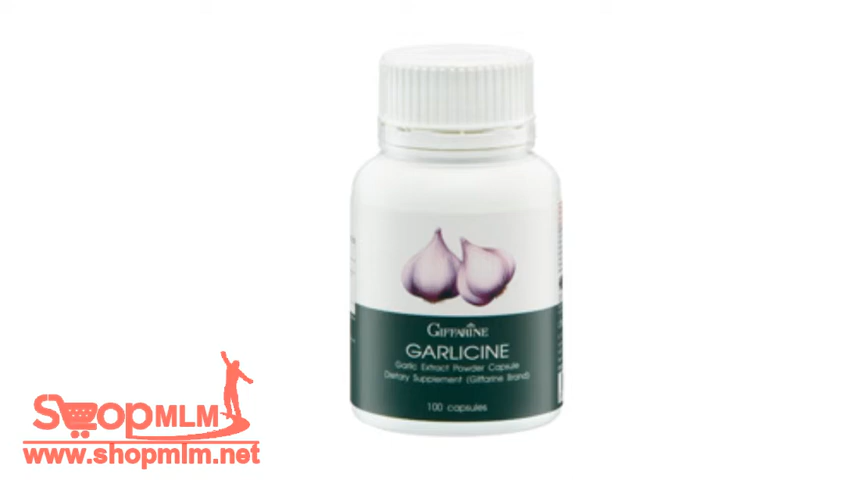 GIFFARINE
GARLICINE
Garlic Extract Powder Capsule
Dietary Supplement (Giffarine Brand)
100 capsules
ShopMLM
www.shopmlm.net